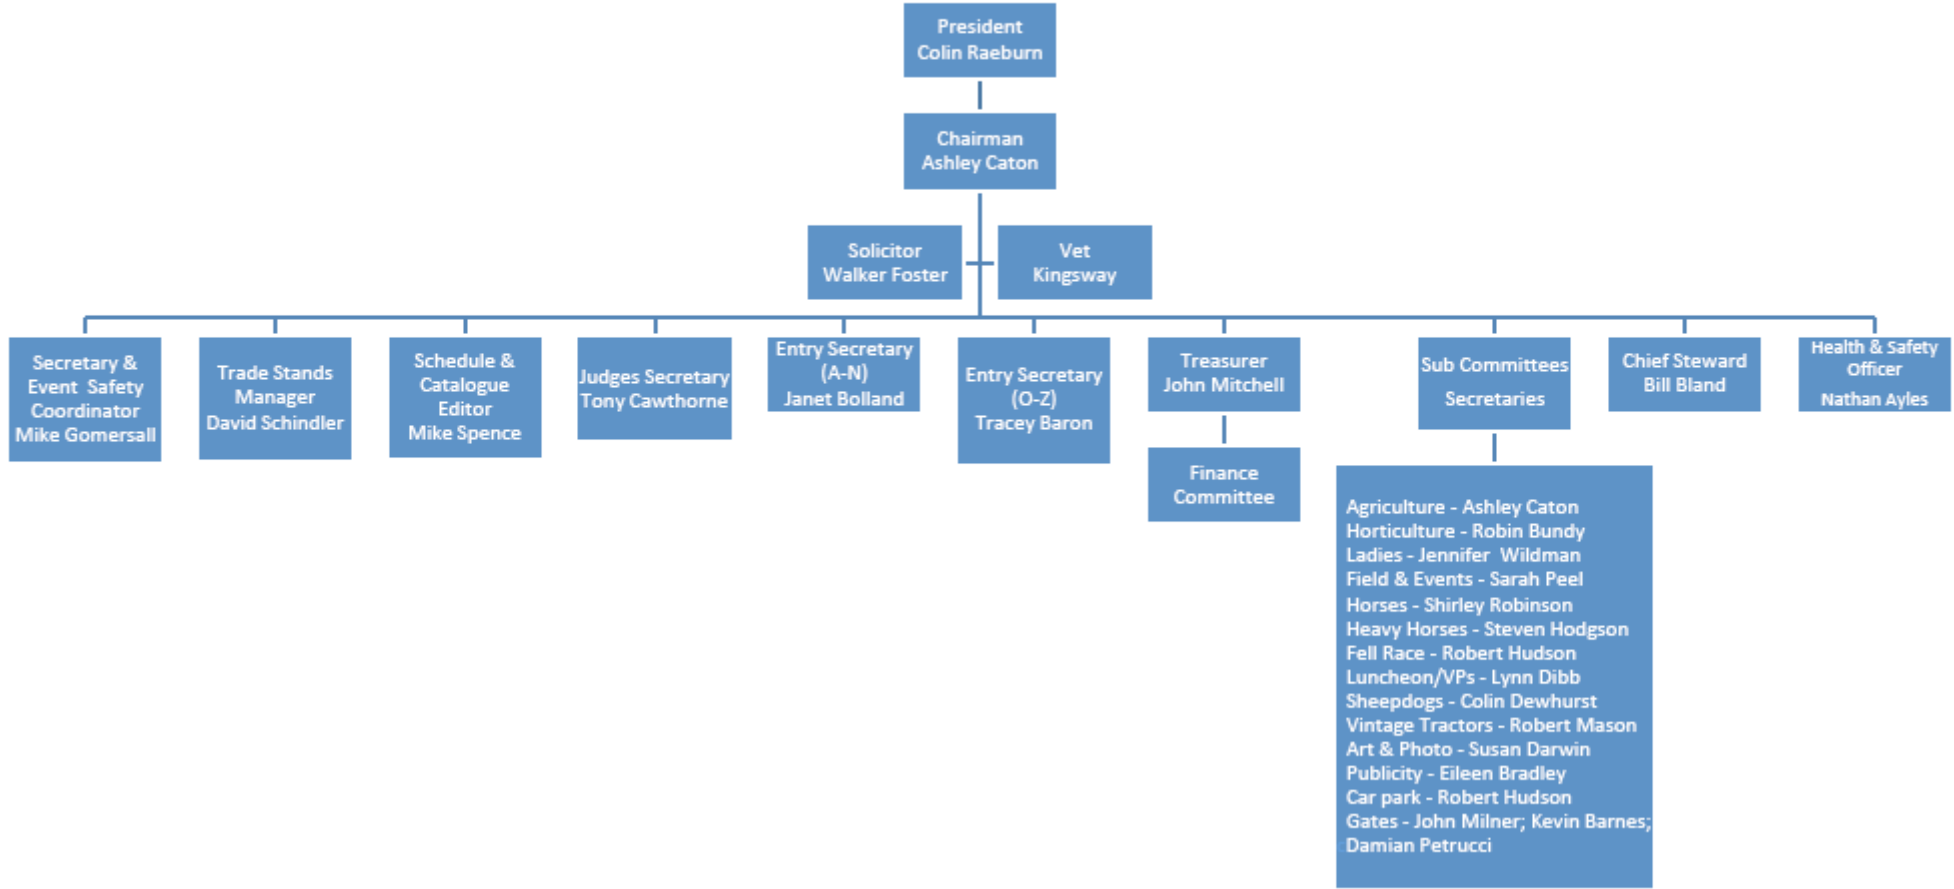 President
Colin Raeburn
Chairman
Ashley Caton
Solicitor
Walker Foster
Vet
Kingsway
Secretary &
Event Safety
Coordinator
Mike Gomersall
Trade Stands
Manager
David Schindler
Schedule &
Catalogue
Editor
Mike Spence
Judges Secretary
Tony Cawthorne
Entry Secretary
(A-N)
Janet Bolland
Entry Secretary
(O-Z)
Tracey Baron
Treasurer
John Mitchell
Finance
Committee
Sub Committees
Secretaries
Agriculture - Ashley Caton
Horticulture - Robin Bundy
Ladies - Jennifer Wildman
Field & Events - Sarah Peel
Horses - Shirley Robinson
Heavy Horses - Steven Hodgson
Fell Race - Robert Hudson
Luncheon/VPs - Lynn Dibb
Sheepdogs - Colin Dewhurst
Vintage Tractors - Robert Mason
Art & Photo - Susan Darwin
Publicity - Eileen Bradley
Car park - Robert Hudson
Gates - John Milner; Kevin Barnes;
Damian Petrucci
Chief Steward
Bill Bland
Health & Safety
Officer
Nathan Ayles